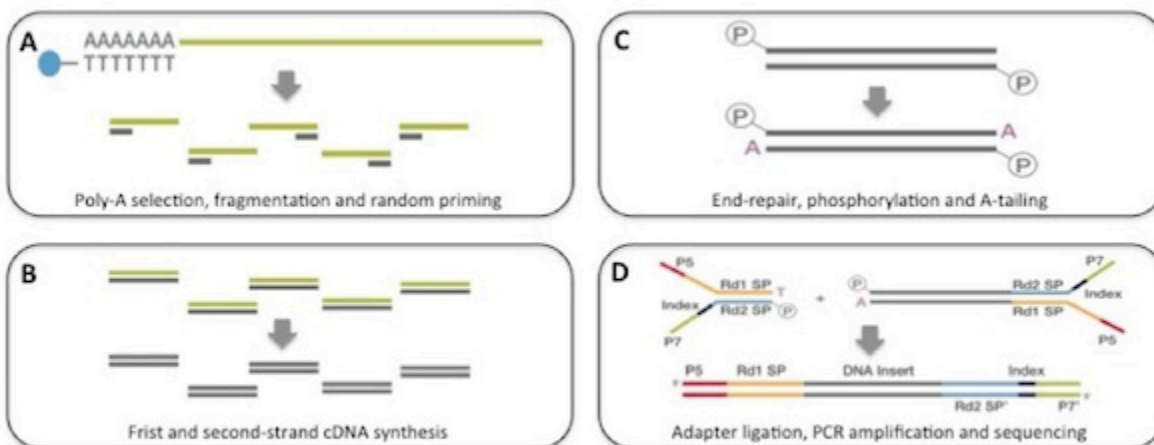 A
AAAAAAA
TTTTTTT
Poly-A selection, fragmentation and random priming
B
Frist and second-strand cDNA synthesis
C
P
P
P
A
A
P
End-repair, phosphorylation and A-tailing
D
P5
Rd1 SP T
Index
Rd2 SP P
P7
+
P
A
P7
Rd2 SP
Index
Rd1 SP
P5
P5 Rd1 SP DNA Insert Index
Rd2 SP' P7'
Adapter ligation, PCR amplification and sequencing